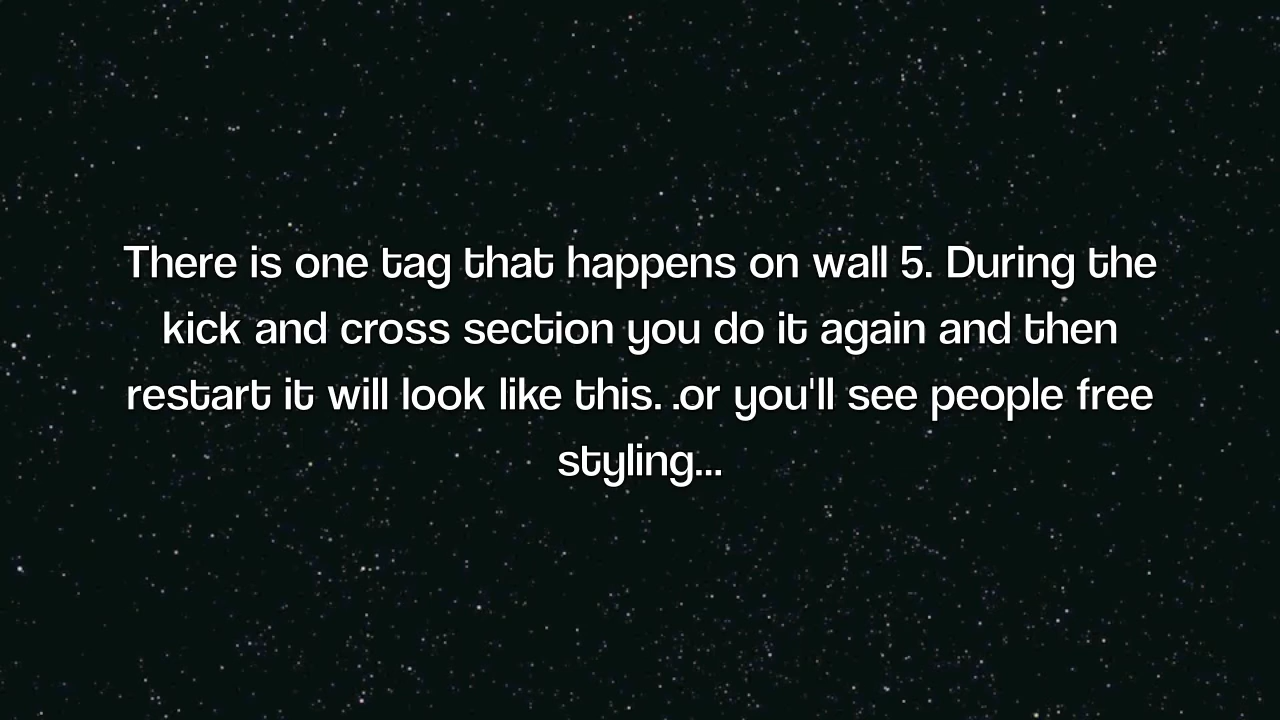 There is one tag that happens on wall 5. During the
kick and cross section you do it again and then
restart it will look like this. .or you'll see people free
styling...